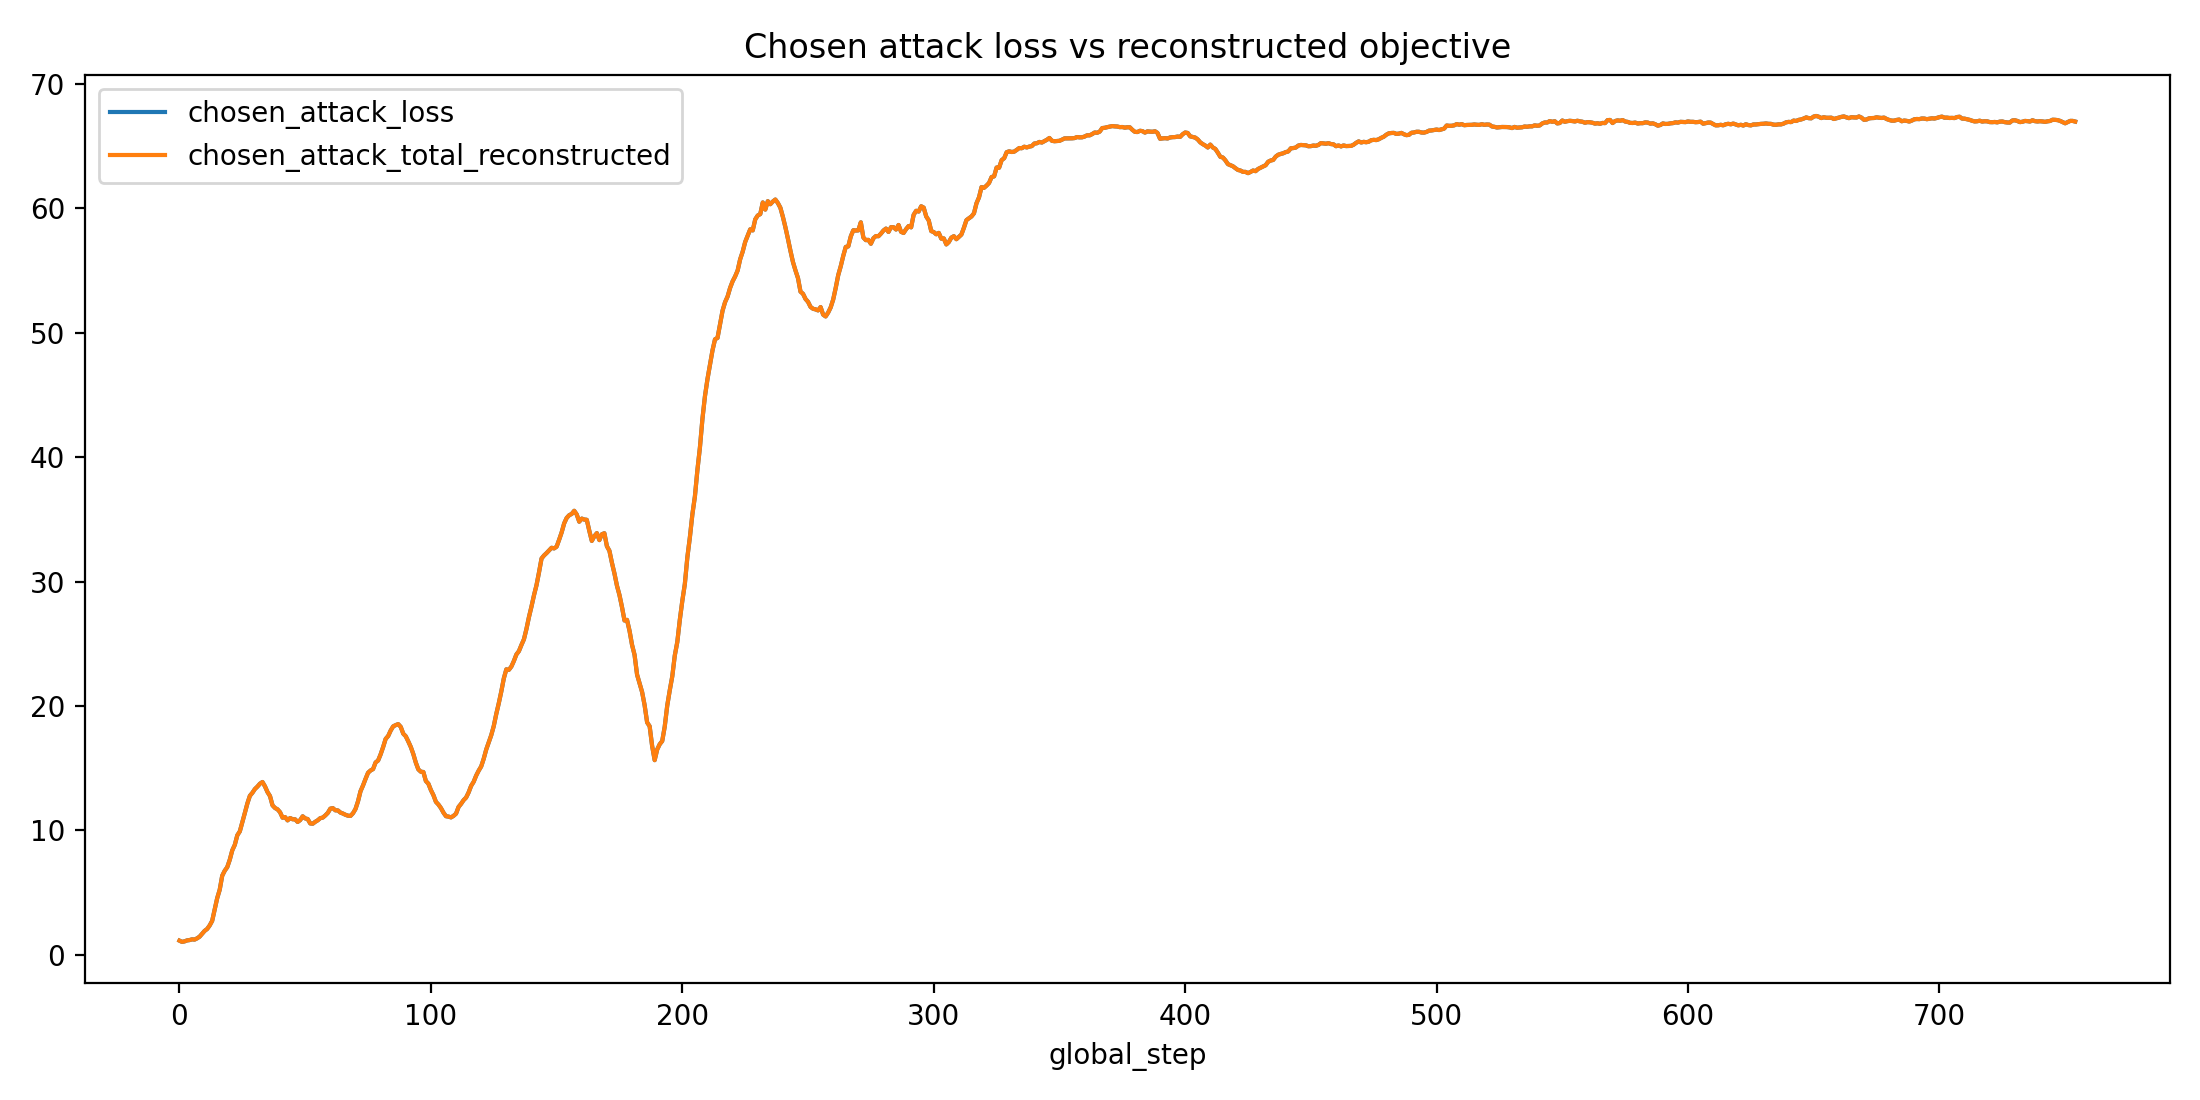 Chosen attack loss vs reconstructed objective
70
60
50
40
30
20
10
0
chosen_attack_loss
chosen_attack_total_reconstructed
0 100 200 300 400 500 600 700
global_step